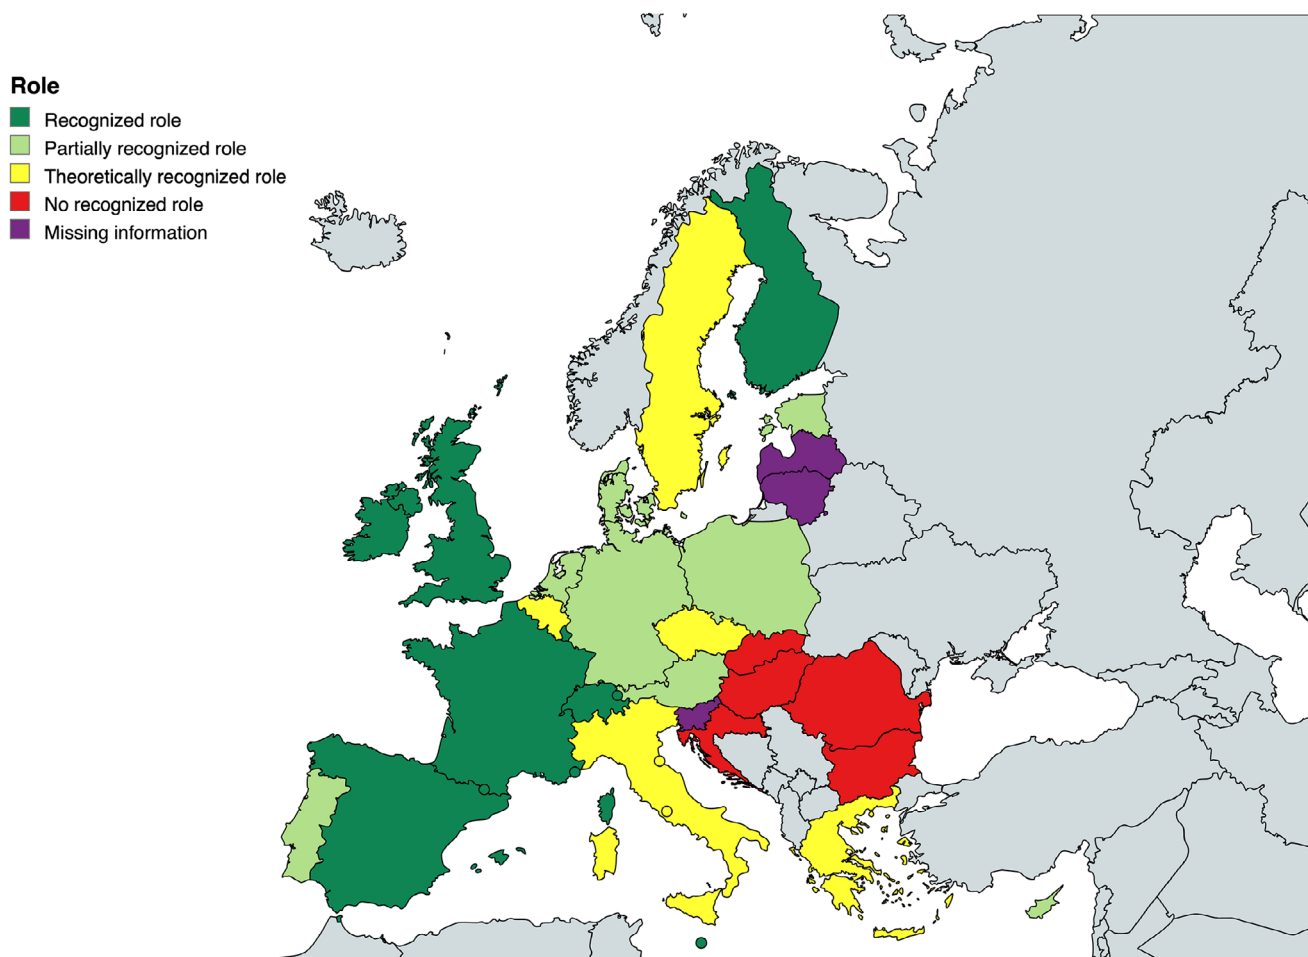 Role
Recognized role
Partially recognized role
Theoretically recognized role
No recognized role
Missing information